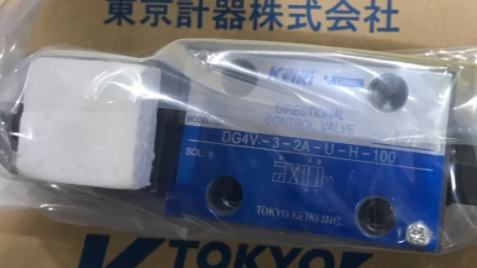 東京計器株式会社
KEIKI
DIRECTIONAL
CONTROL VALVE
MODEL
DG4V-3-2A-U-H-100
SOL. b
A B
P T
TOKYO KEIKI INC.
TOKYO